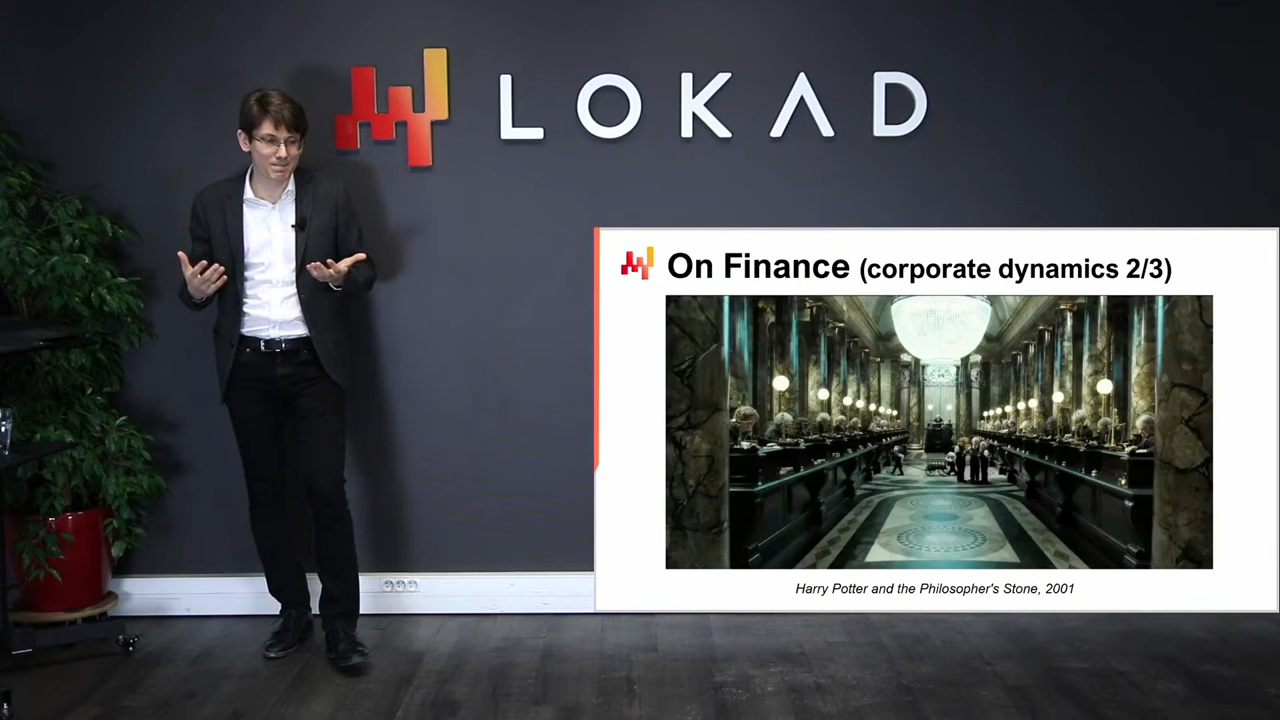 LOKAD
On Finance (corporate dynamics 2/3)
Harry Potter and the Philosopher's Stone, 2001